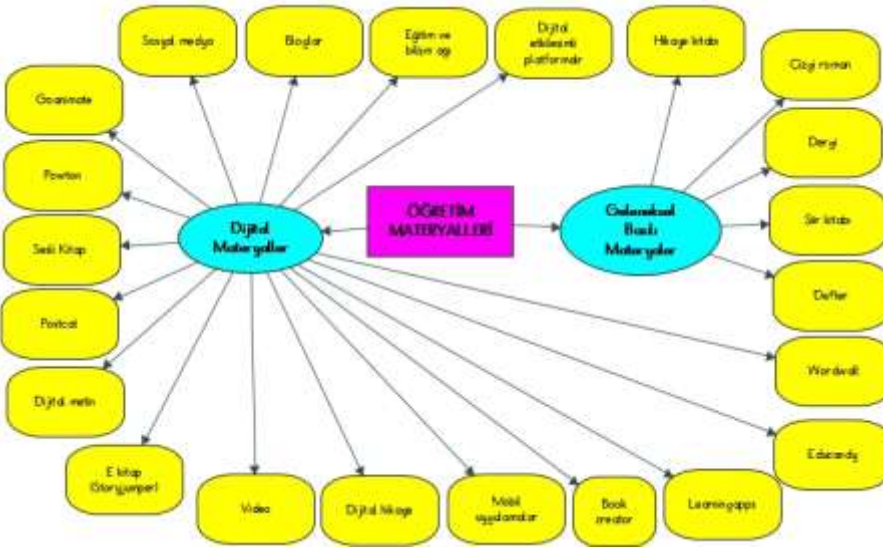 Sosyal medya
Bloglar
Eğitim ve
bilişim ağı
Dijital
etkileşimli
platformalr
Hikaye kitabı
Çizgi roman
Goanimate
Dergi
Powton
ÖĞRETİM
MATERYALLERİ
Dijital
Materyaller
Geleneksel
Basılı
Materyaller
Şiir kitabı
Sesli Kitap
Defter
Postcat
Wordwall
Dijital metin
Educandy
E kitap
(Storyjumper)
Video
Dijital hikaye
Mobil
uygulamalar
Book
creator
Learningapps